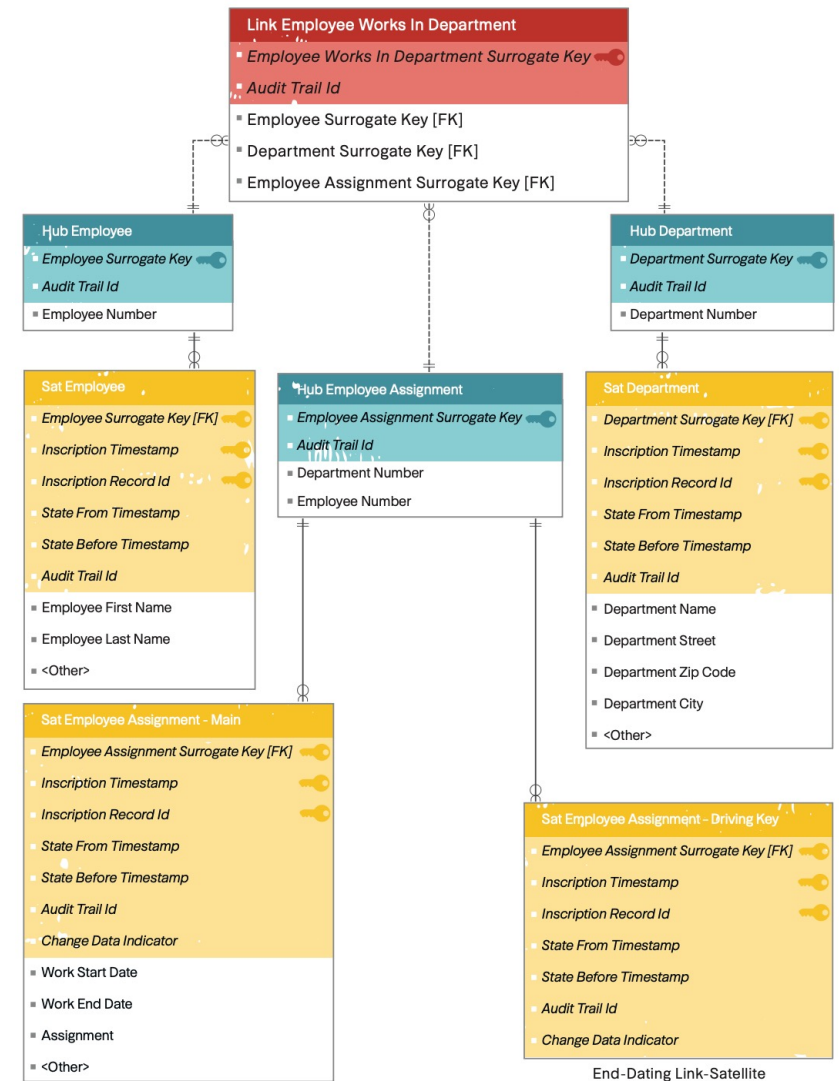 Link Employee Works In Department
Employee Works In Department Surrogate Key
Audit Trail Id
Employee Surrogate Key [FK]
Department Surrogate Key [FK]
Employee Assignment Surrogate Key [FK]
Hub Employee
Employee Surrogate Key
Audit Trail Id
Employee Number
Hub Department
Department Surrogate Key
Audit Trail Id
Department Number
Sat Employee
Employee Surrogate Key [FK]
Inscription Timestamp
Inscription Record Id
State From Timestamp
State Before Timestamp
Audit Trail Id
Employee First Name
Employee Last Name
<Other>
Hub Employee Assignment
Employee Assignment Surrogate Key
Audit Trail Id
Department Number
Employee Number
Sat Department
Department Surrogate Key [FK]
Inscription Timestamp
Inscription Record Id
State From Timestamp
State Before Timestamp
Audit Trail Id
Department Name
Department Street
Department Zip Code
Department City
<Other>
Sat Employee Assignment - Main
Employee Assignment Surrogate Key [FK]
Inscription Timestamp
Inscription Record Id
State From Timestamp
State Before Timestamp
Audit Trail Id
Change Data Indicator
Work Start Date
Work End Date
Assignment
<Other>
Sat Employee Assignment - Driving Key
Employee Assignment Surrogate Key [FK]
Inscription Timestamp
Inscription Record Id
State From Timestamp
State Before Timestamp
Audit Trail Id
Change Data Indicator
End-Dating Link-Satellite